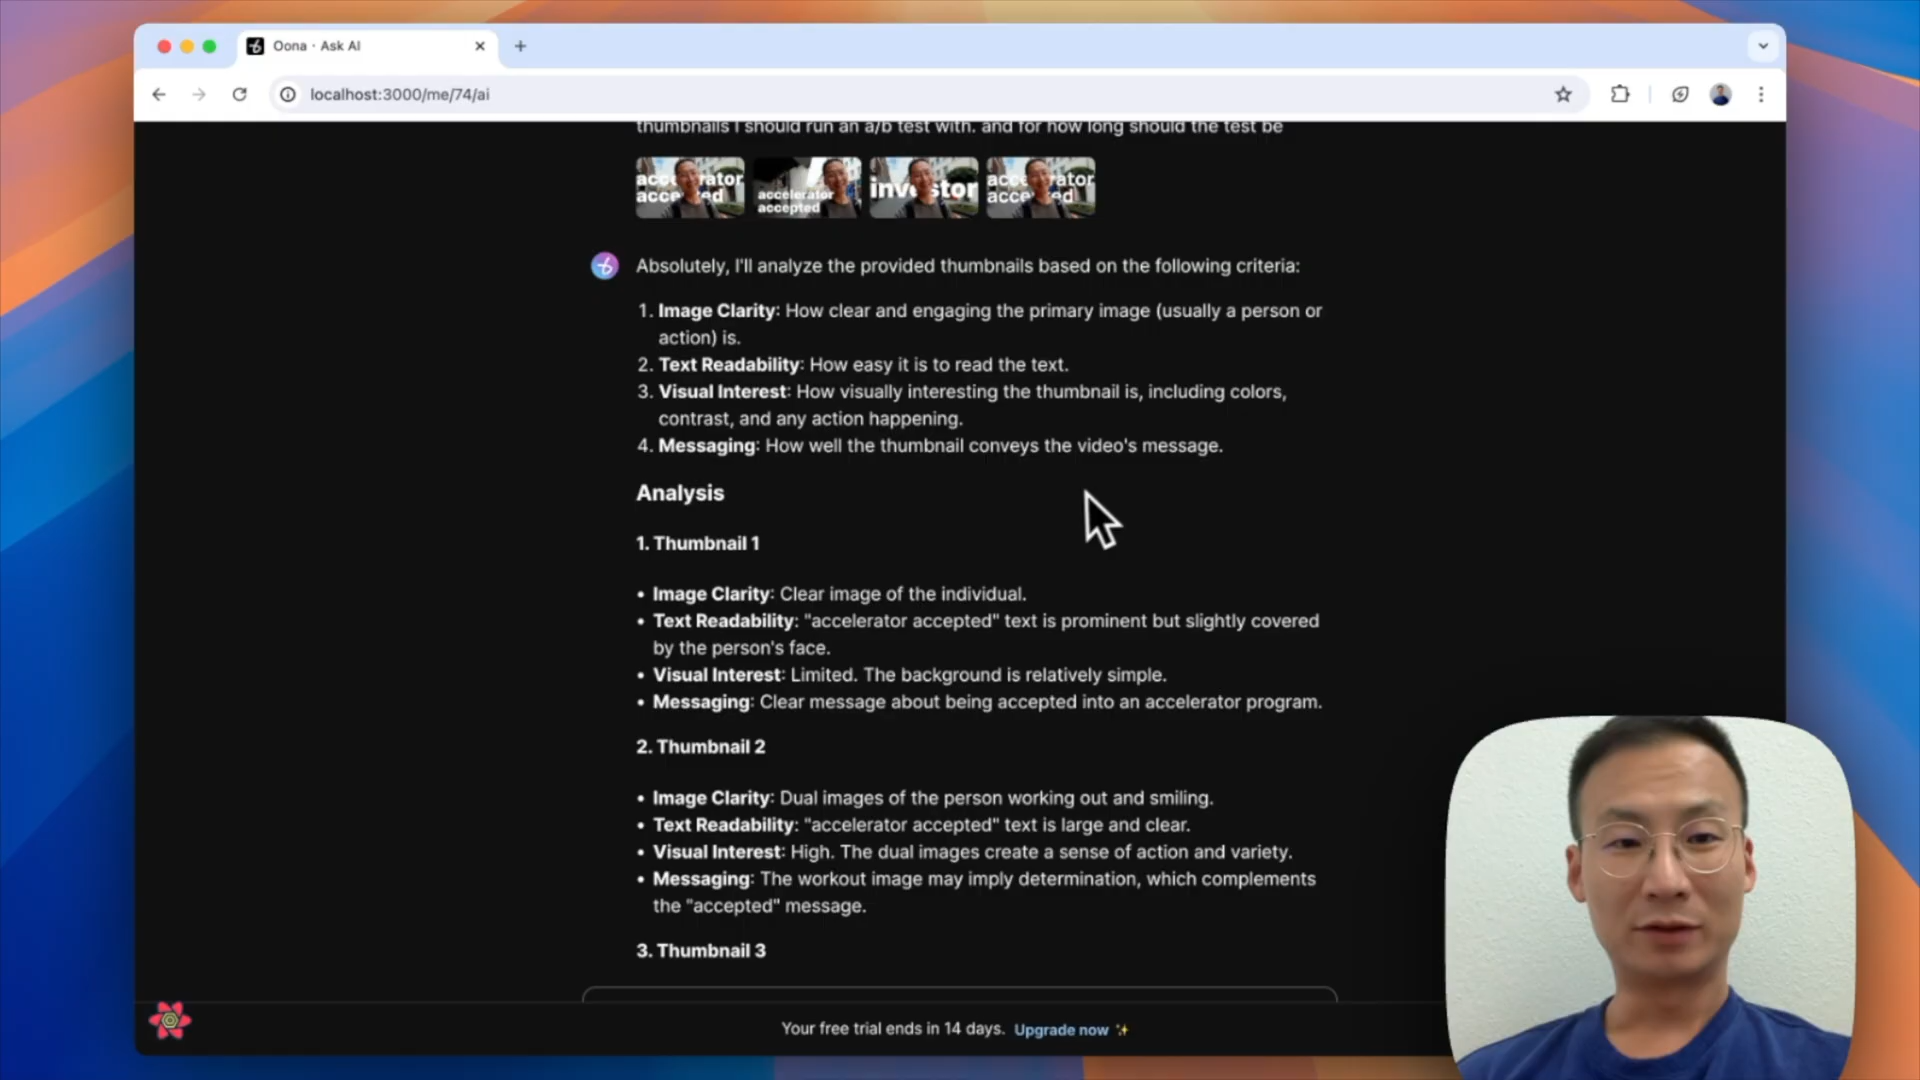 Oona · Ask AI
localhost:3000/me/74/ai
thumbnails I should run an a/b test with. and for how long should the test be
accelerator accepted
accelerator accepted
investor
accelerator accepted
Absolutely, I'll analyze the provided thumbnails based on the following criteria:
1. Image Clarity: How clear and engaging the primary image (usually a person or
action) is.
2. Text Readability: How easy it is to read the text.
3. Visual Interest: How visually interesting the thumbnail is, including colors,
contrast, and any action happening.
4. Messaging: How well the thumbnail conveys the video's message.
Analysis
1. Thumbnail 1
• Image Clarity: Clear image of the individual.
• Text Readability: "accelerator accepted" text is prominent but slightly covered
by the person's face.
• Visual Interest: Limited. The background is relatively simple.
• Messaging: Clear message about being accepted into an accelerator program.
2. Thumbnail 2
• Image Clarity: Dual images of the person working out and smiling.
• Text Readability: "accelerator accepted" text is large and clear.
• Visual Interest: High. The dual images create a sense of action and variety.
• Messaging: The workout image may imply determination, which complements
the "accepted" message.
3. Thumbnail 3
Your free trial ends in 14 days. Upgrade now ✨